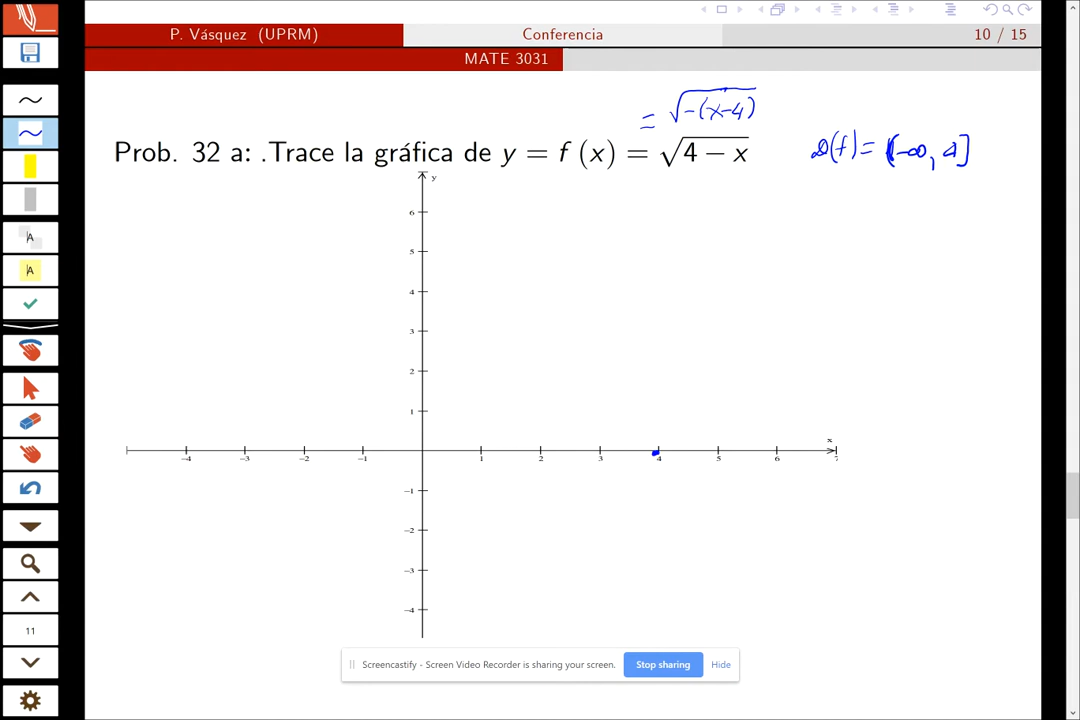 P. Vásquez (UPRM) Conferencia 10 / 15
MATE 3031
= √-(x-4)
Prob. 32 a: .Trace la gráfica de y = f (x) = √4 − x D(f) = (-∞, 4]
y
6
5
4
3
2
1
x
−4 −3 −2 −1 1 2 3 4 5 6 7
−1
−2
−3
−4
A
A
11
Screencastify - Screen Video Recorder is sharing your screen. Stop sharing Hide